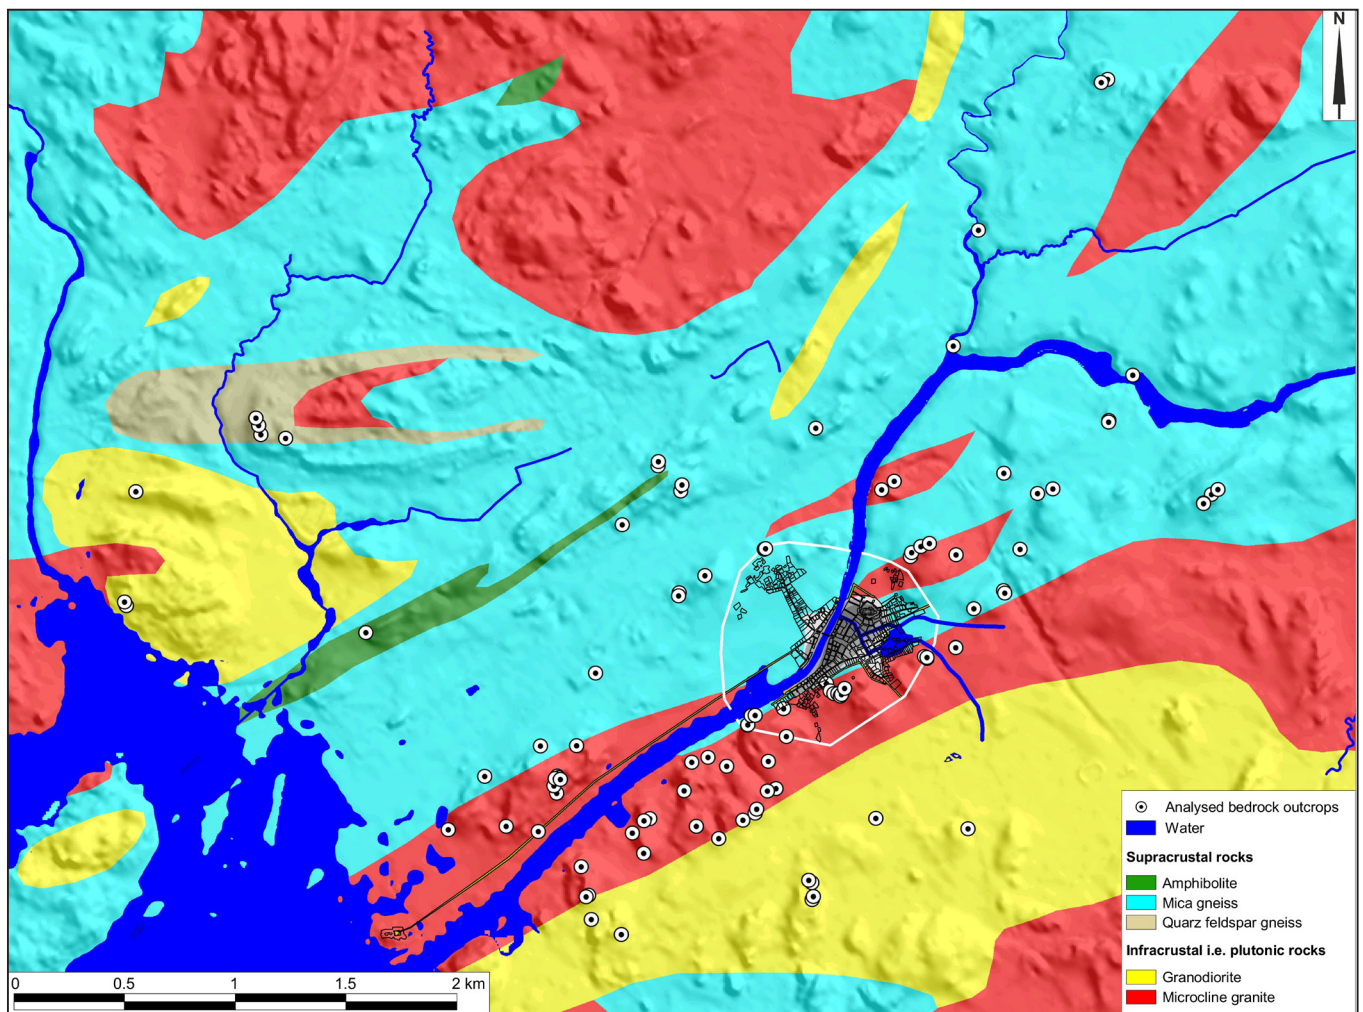 N
Analysed bedrock outcrops
Water
Supracrustal rocks
Amphibolite
Mica gneiss
Quarz feldspar gneiss
Infracrustal i.e. plutonic rocks
Granodiorite
Microcline granite
0 0.5 1 1.5 2 km